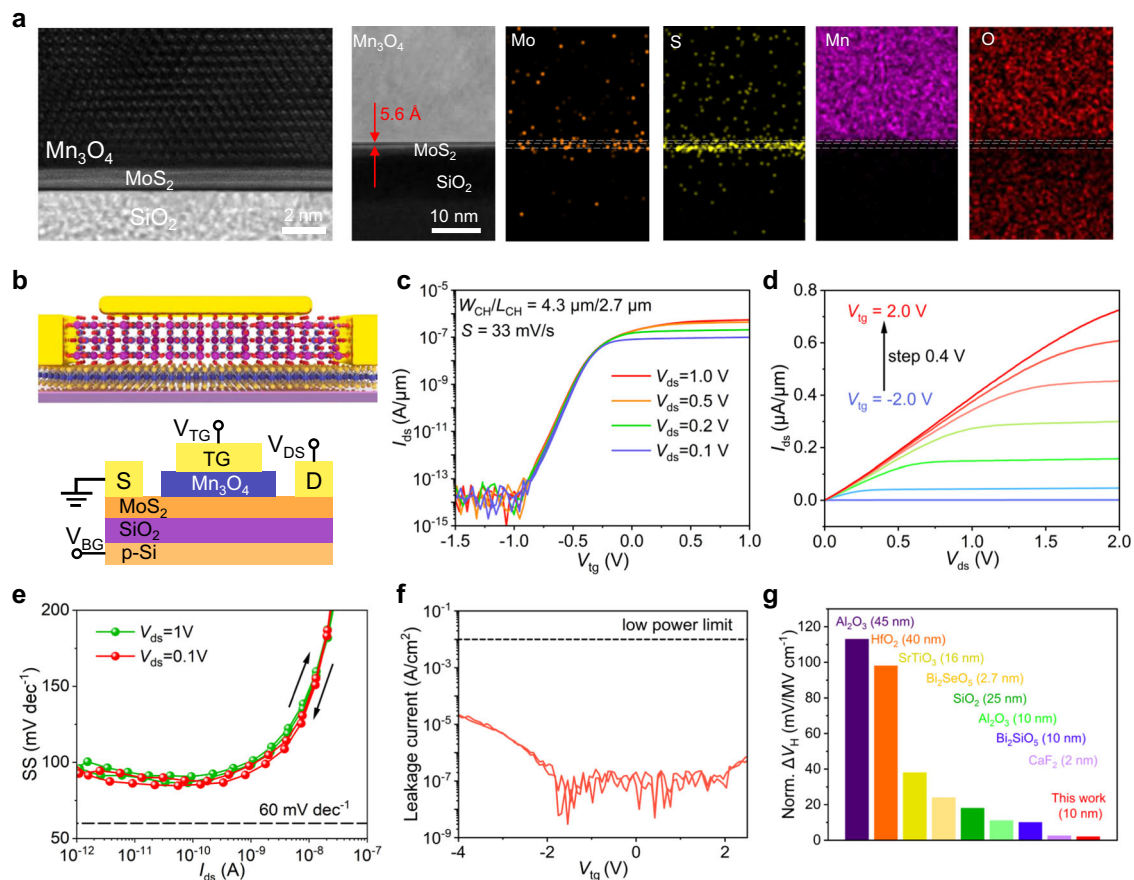 a
Mn3O4
MoS2
SiO2
2 nm
Mn3O4
5.6 Å
MoS2
SiO2
10 nm
Mo
S
Mn
O
b
VTG
TG
VDS
S
Mn3O4
D
MoS2
SiO2
VBG
p-Si
c
WCH/LCH = 4.3 μm/2.7 μm
S = 33 mV/s
Vds=1.0 V
Vds=0.5 V
Vds=0.2 V
Vds=0.1 V
Ids (A/μm)
10-5
10-6
10-7
10-9
10-11
10-13
10-14
10-15
-1.5
-1.0
-0.5
0.0
0.5
1.0
Vtg (V)
d
Vtg = 2.0 V
step 0.4 V
Vtg = -2.0 V
Ids (μA/μm)
0.8
0.6
0.4
0.2
0.0
0.0
0.5
1.0
1.5
2.0
Vds (V)
e
Vds=1V
Vds=0.1V
60 mV dec-1
SS (mV dec-1)
200
150
100
50
10-12
10-11
10-10
10-9
10-8
10-7
Ids (A)
f
low power limit
Leakage current (A/cm2)
10-1
10-3
10-5
10-7
10-9
-4
-2
0
2
Vtg (V)
g
Norm. ΔVH (mV/MV cm-1)
120
100
80
60
40
20
0
Al2O3 (45 nm)
HfO2 (40 nm)
SrTiO3 (16 nm)
Bi2SeO5 (2.7 nm)
SiO2 (25 nm)
Al2O3 (10 nm)
Bi2SiO5 (10 nm)
CaF2 (2 nm)
This work
(10 nm)